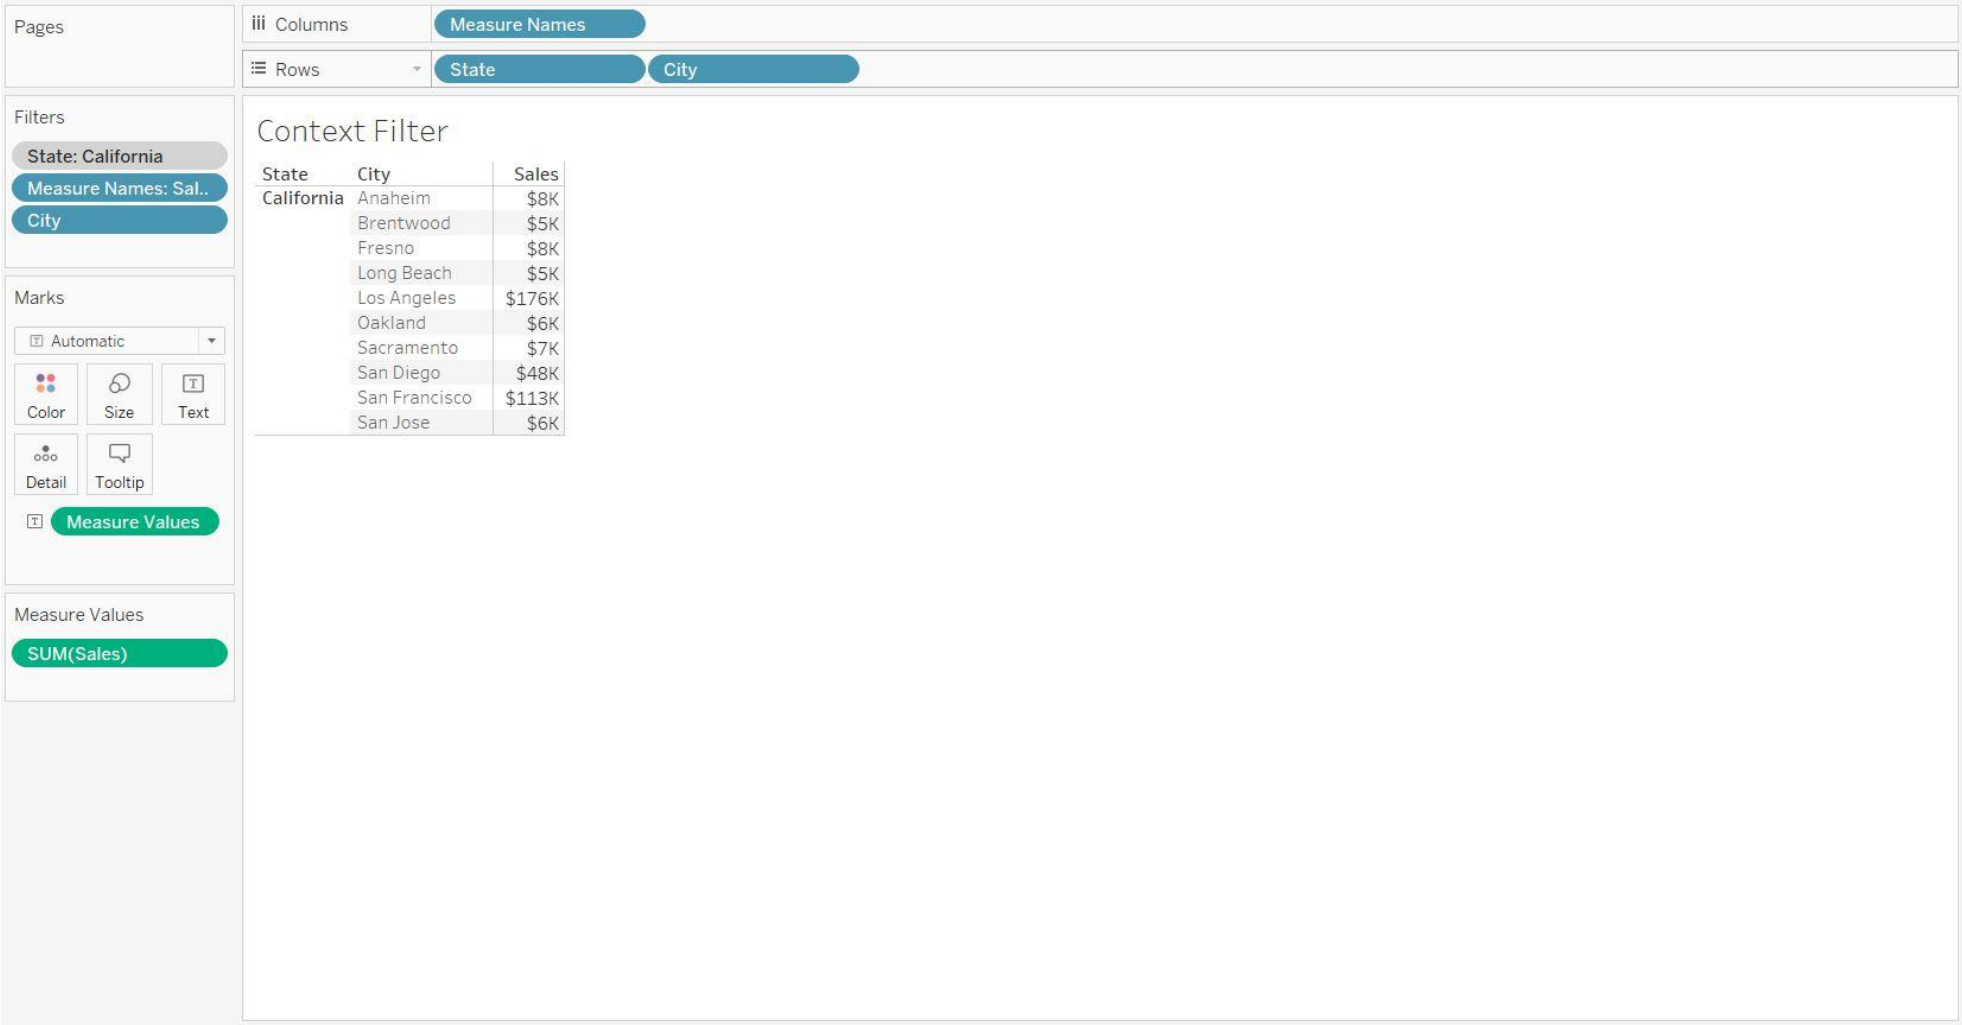 Pages
iii Columns
Measure Names
Rows
State
City
Filters
State: California
Measure Names: Sal..
City
Context Filter
State City Sales
California Anaheim $8K
Brentwood $5K
Fresno $8K
Long Beach $5K
Los Angeles $176K
Oakland $6K
Sacramento $7K
San Diego $48K
San Francisco $113K
San Jose $6K
Marks
T Automatic
Color Size T Text
Detail Tooltip
T Measure Values
Measure Values
SUM(Sales)